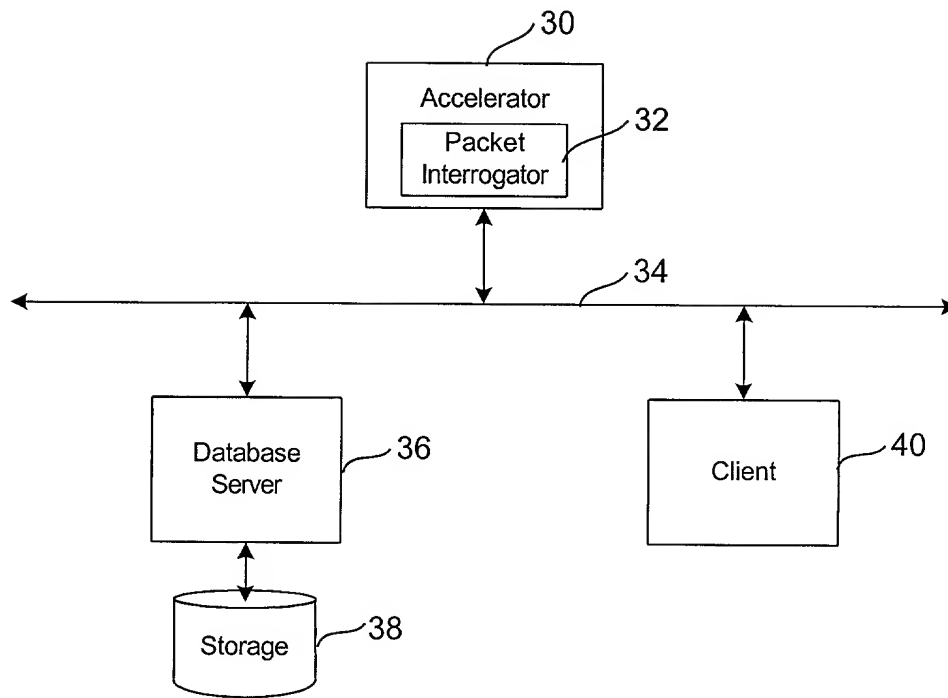 30
Accelerator
32
Packet
Interrogator
34
Database
Server
36
Client
40
Storage
38